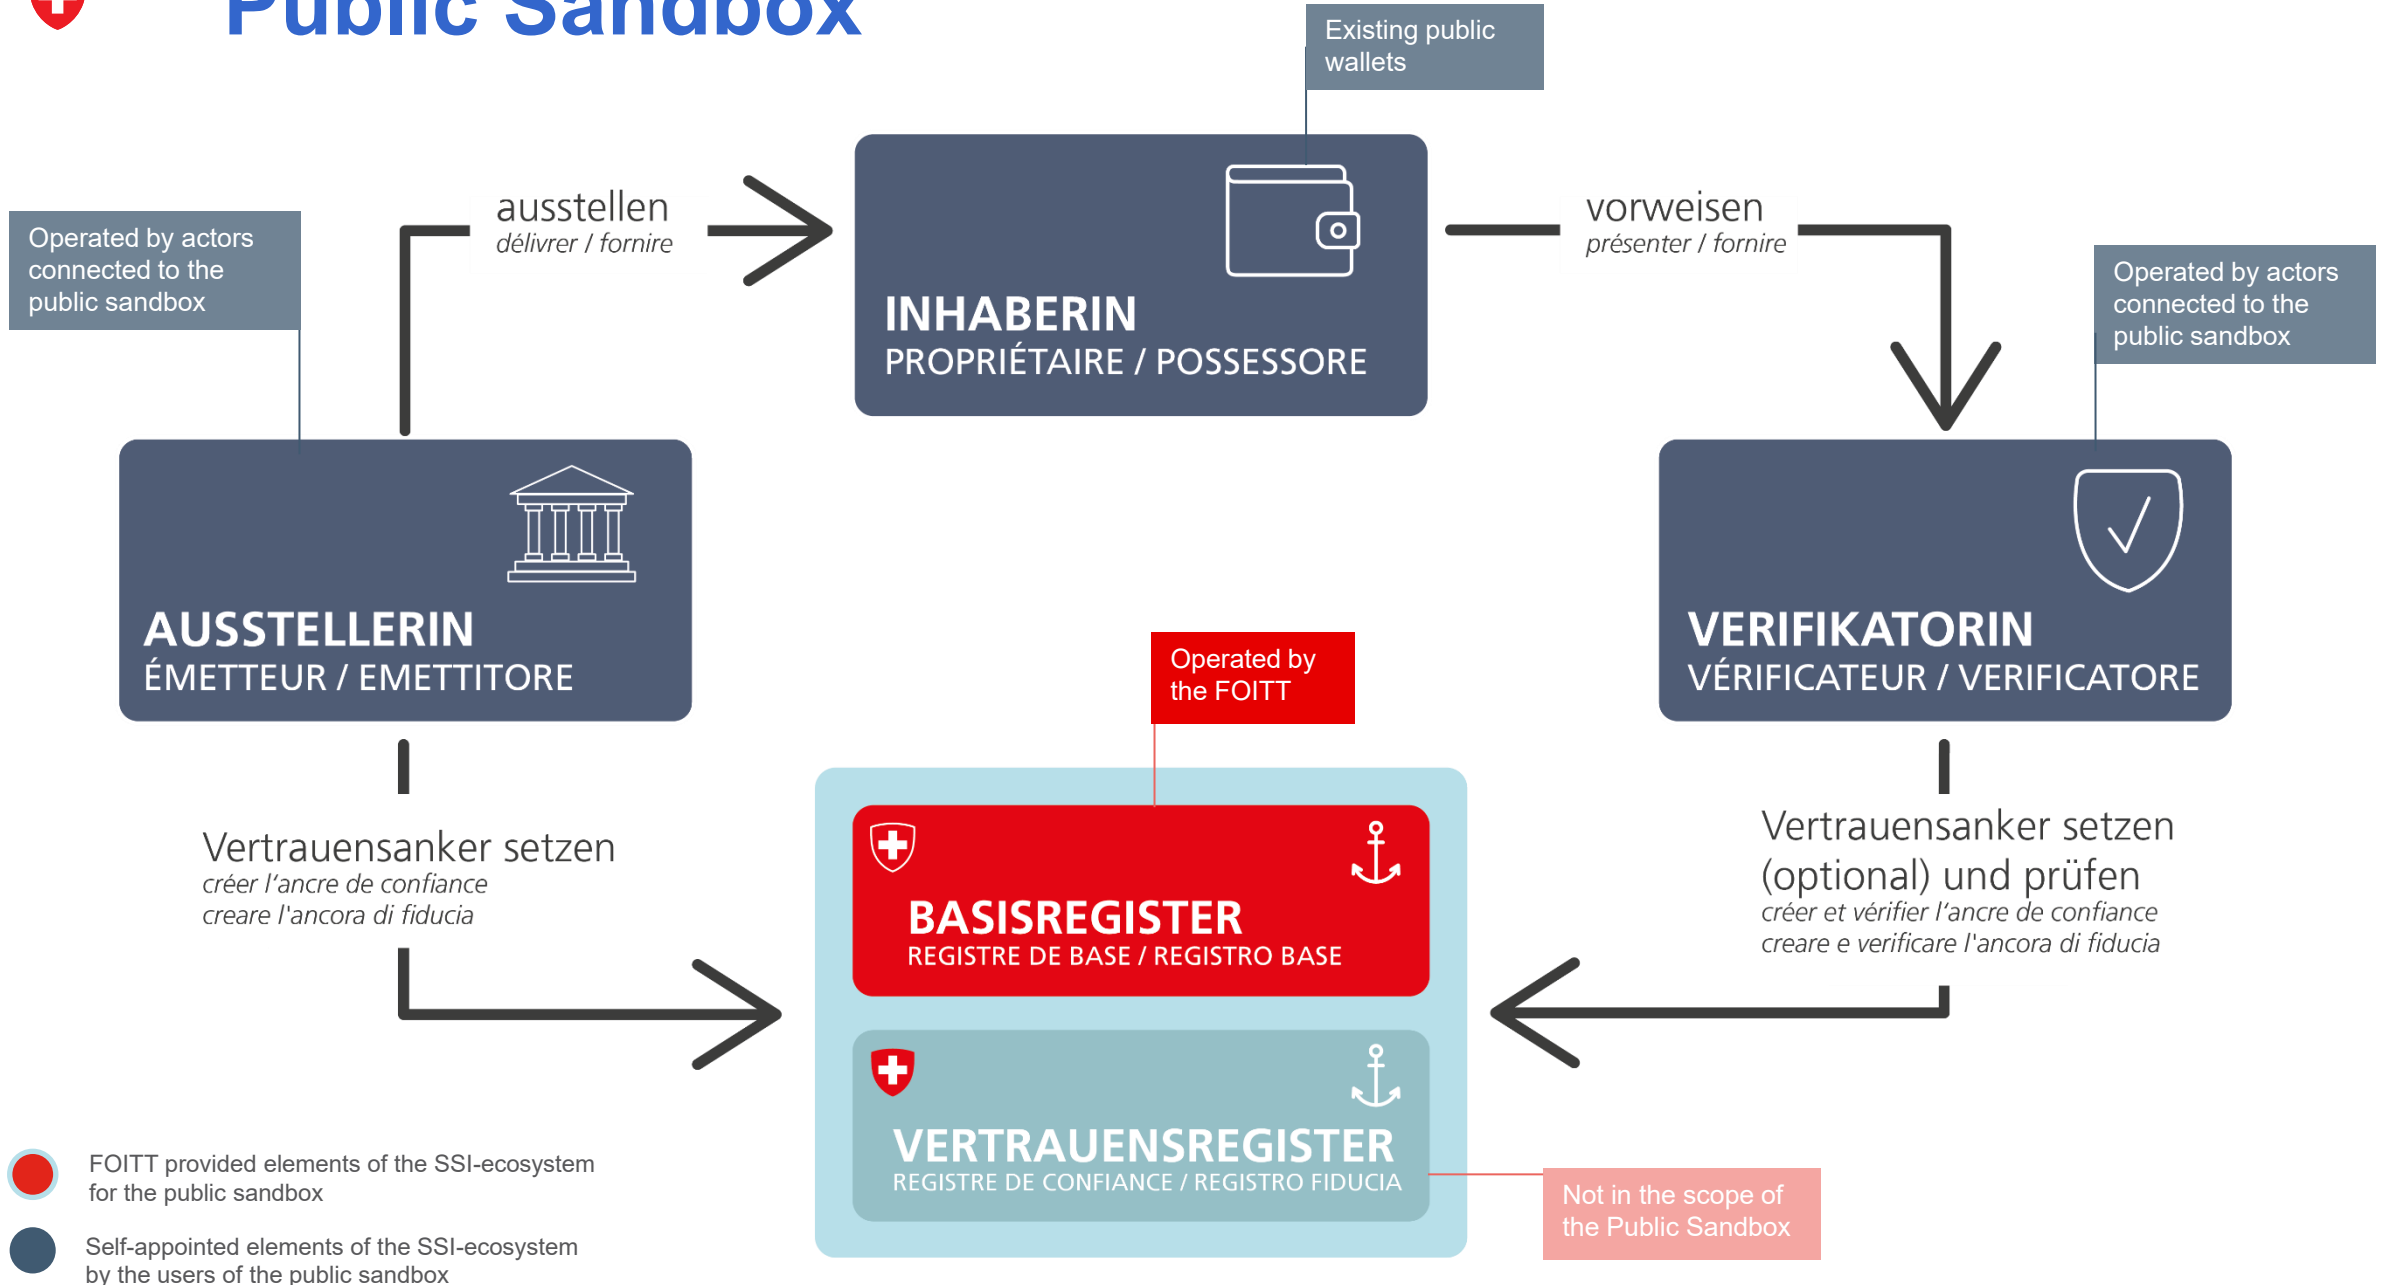 Public Sandbox
Existing public
wallets
ausstellen
délivrer / fornire
vorweisen
présenter / fornire
Operated by actors
connected to the
public sandbox
Operated by actors
connected to the
public sandbox
INHABERIN
PROPRIÉTAIRE / POSSESSORE
AUSSTELLERIN
ÉMETTEUR / EMETTITORE
VERIFIKATORIN
VÉRIFICATEUR / VERIFICATORE
Operated by
the FOITT
Vertrauensanker setzen
créer l’ancre de confiance
creare l'ancora di fiducia
Vertrauensanker setzen
(optional) und prüfen
créer et vérifier l’ancre de confiance
creare e verificare l'ancora di fiducia
BASISREGISTER
REGISTRE DE BASE / REGISTRO BASE
VERTRAUENSREGISTER
REGISTRE DE CONFIANCE / REGISTRO FIDUCIA
Not in the scope of
the Public Sandbox
FOITT provided elements of the SSI-ecosystem
for the public sandbox
Self-appointed elements of the SSI-ecosystem
by the users of the public sandbox